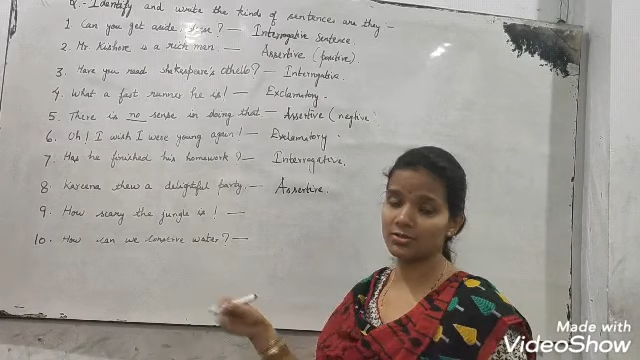 Q.- Identify and write the kinds of sentences are they -
1. Can you get aside, please? - Interrogative Sentence.
2. Mr. Kishore is a rich man. - Assertive (positive)
3. Have you read Shakespeare's Othello? - Interrogative.
4. What a fast runner he is! - Exclamatory.
5. There is no sense in doing that - Assertive (negtive
6. Oh! I wish I were young again! - Exclamatory.
7. Has he finished his homework? - Interrogative.
8. Kareena thew a delightful party. - Assertive.
9. How scary the jungle is! -
10. How can we conserve water? -
Made with
VideoShow